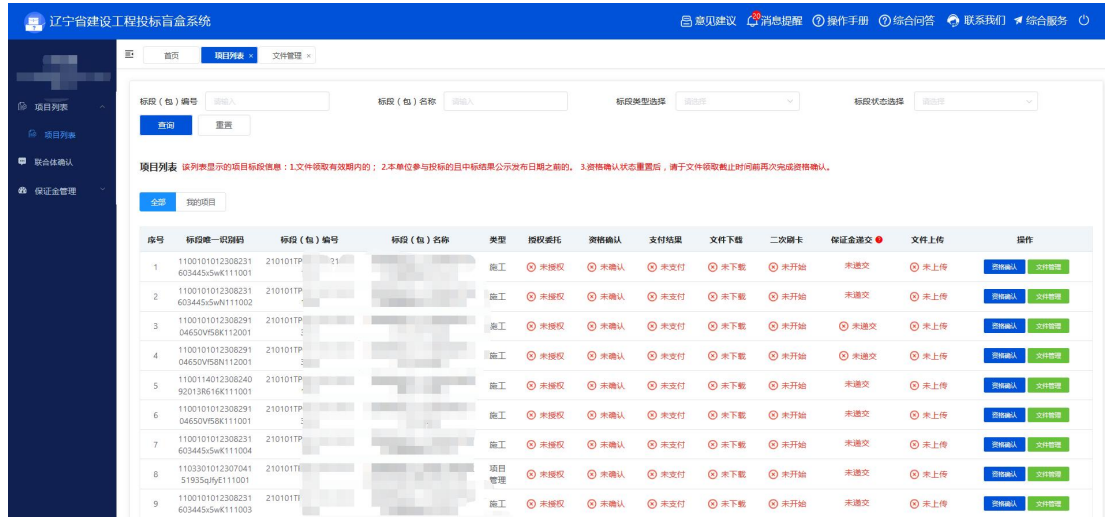 辽宁省建设工程投标盲盒系统
意见建议 消息提醒 操作手册 综合问答 联系我们 综合服务
首页 项目列表 × 文件管理 ×
项目列表
项目列表
联合体确认
保证金管理
标段（包）编号 请输入 标段（包）名称 请输入 标段类型选择 请选择 标段状态选择 请选择
查询 重置
项目列表 该列表显示的项目标段信息：1.文件领取有效期内的； 2.本单位参与投标的且中标结果公示发布日期之前的。 3.资格确认状态重置后，请于文件领取截止时间前再次完成资格确认。
全部 我的项目
序号 标段唯一识别码 标段（包）编号 标段（包）名称 类型 授权委托 资格确认 支付结果 文件下载 二次刷卡 保证金递交 文件上传 操作
1 1100101012308231 210101TP 施工 未授权 未确认 未支付 未下载 未开始 未递交 未上传 资格确认 文件管理
603445x5wK111001
2 1100101012308231 210101TP 施工 未授权 未确认 未支付 未下载 未开始 未递交 未上传 资格确认 文件管理
603445x5wN111002
3 1100101012308291 210101TP 施工 未授权 未确认 未支付 未下载 未开始 未递交 未上传 资格确认 文件管理
04650Vf58K112001
4 1100101012308291 210101TP 施工 未授权 未确认 未支付 未下载 未开始 未递交 未上传 资格确认 文件管理
04650Vf58N112001
5 1100114012308240 210101TP 施工 未授权 未确认 未支付 未下载 未开始 未递交 未上传 资格确认 文件管理
92013R616K111001
6 1100101012308291 210101TP 施工 未授权 未确认 未支付 未下载 未开始 未递交 未上传 资格确认 文件管理
04650Vf58K111001
7 1100101012308231 210101TP 施工 未授权 未确认 未支付 未下载 未开始 未递交 未上传 资格确认 文件管理
603445x5wK111004
8 1103301012307041 210101T 项目管理 未授权 未确认 未支付 未下载 未开始 未递交 未上传 资格确认 文件管理
51935qJfyE111001
9 1100101012308231 210101T 施工 未授权 未确认 未支付 未下载 未开始 未递交 未上传 资格确认 文件管理
603445x5wK111003